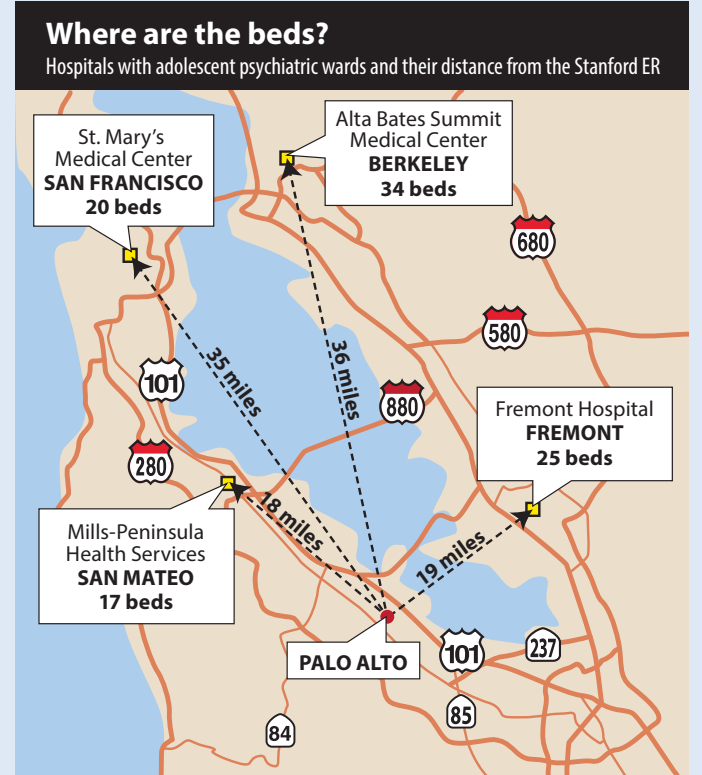 Where are the beds?
Hospitals with adolescent psychiatric wards and their distance from the Stanford ER
St. Mary’s
Medical Center
SAN FRANCISCO
20 beds
Alta Bates Summit
Medical Center
BERKELEY
34 beds
680
580
35 miles
36 miles
101
880
280
Fremont Hospital
FREMONT
25 beds
18 miles
19 miles
Mills-Peninsula
Health Services
SAN MATEO
17 beds
PALO ALTO
101
237
85
84